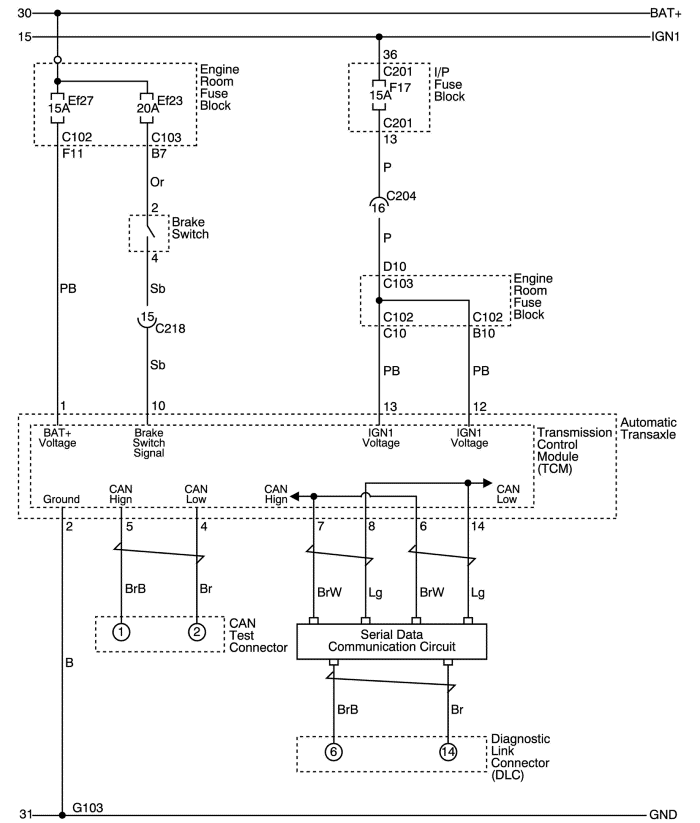 30 BAT+
15 IGN1
36
Engine
Room
Fuse
Block
C201
I/P
Fuse
Block
Ef27
15A
Ef23
20A
F17
15A
C102
C103
C201
F11
B7
13
Or
P
2
C204
16
Brake
Switch
P
4
D10
C103
Engine
Room
Fuse
Block
PB
Sb
15
C218
C102
C102
C10
B10
Sb
PB
PB
1
10
13
12
Automatic
Transaxle
BAT+
Voltage
Brake
Switch
Signal
IGN1
Voltage
IGN1
Voltage
Transmission
Control
Module
(TCM)
Ground
CAN
Hign
CAN
Low
CAN
Hign
CAN
Low
2
5
4
7
8
6
14
BrB
Br
BrW
Lg
BrW
Lg
1
2
CAN
Test
Connector
Serial Data
Communication Circuit
B
BrB
Br
6
14
Diagnostic
Link
Connector
(DLC)
G103
31 GND